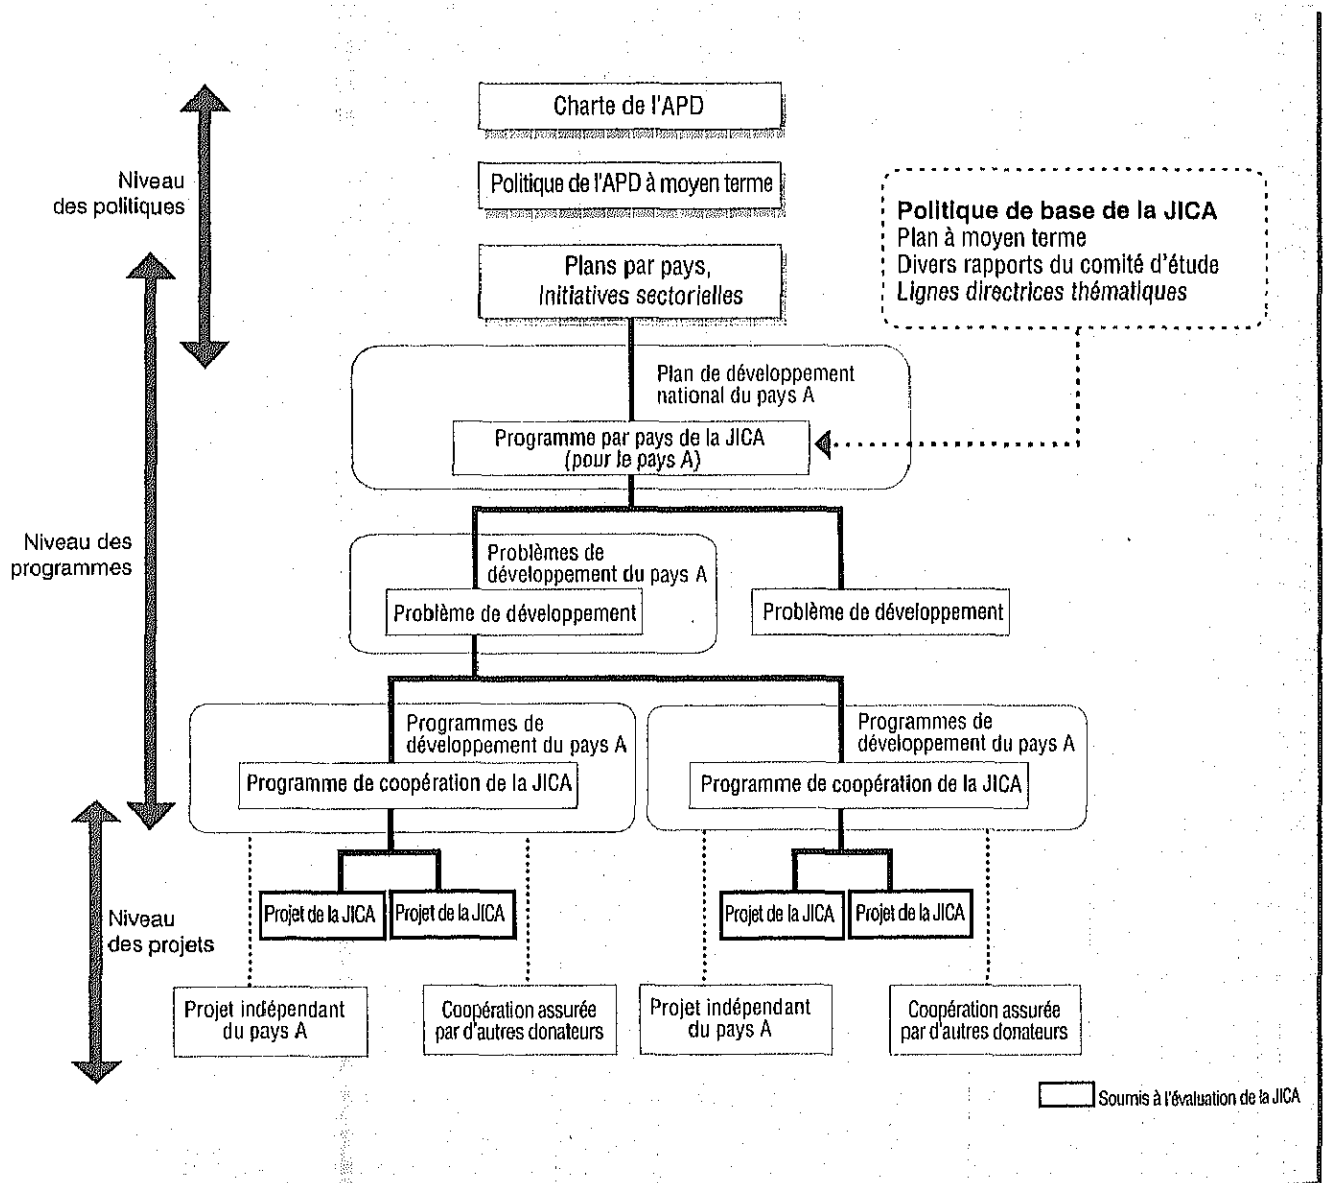 Charte de l'APD
Niveau
des politiques
Politique de l'APD à moyen terme
Politique de base de la JICA
Plan à moyen terme
Divers rapports du comité d'étude
Lignes directrices thématiques
Plans par pays,
Initiatives sectorielles
Plan de développement
national du pays A
Programme par pays de la JICA
(pour le pays A)
Niveau des
programmes
Problèmes de
développement du pays A
Problème de développement
Problème de développement
Programmes de
développement du pays A
Programme de coopération de la JICA
Programmes de
développement du pays A
Programme de coopération de la JICA
Niveau
des projets
Projet de la JICA
Projet de la JICA
Projet de la JICA
Projet de la JICA
Projet indépendant
du pays A
Coopération assurée
par d'autres donateurs
Projet indépendant
du pays A
Coopération assurée
par d'autres donateurs
Soumis à l'évaluation de la JICA